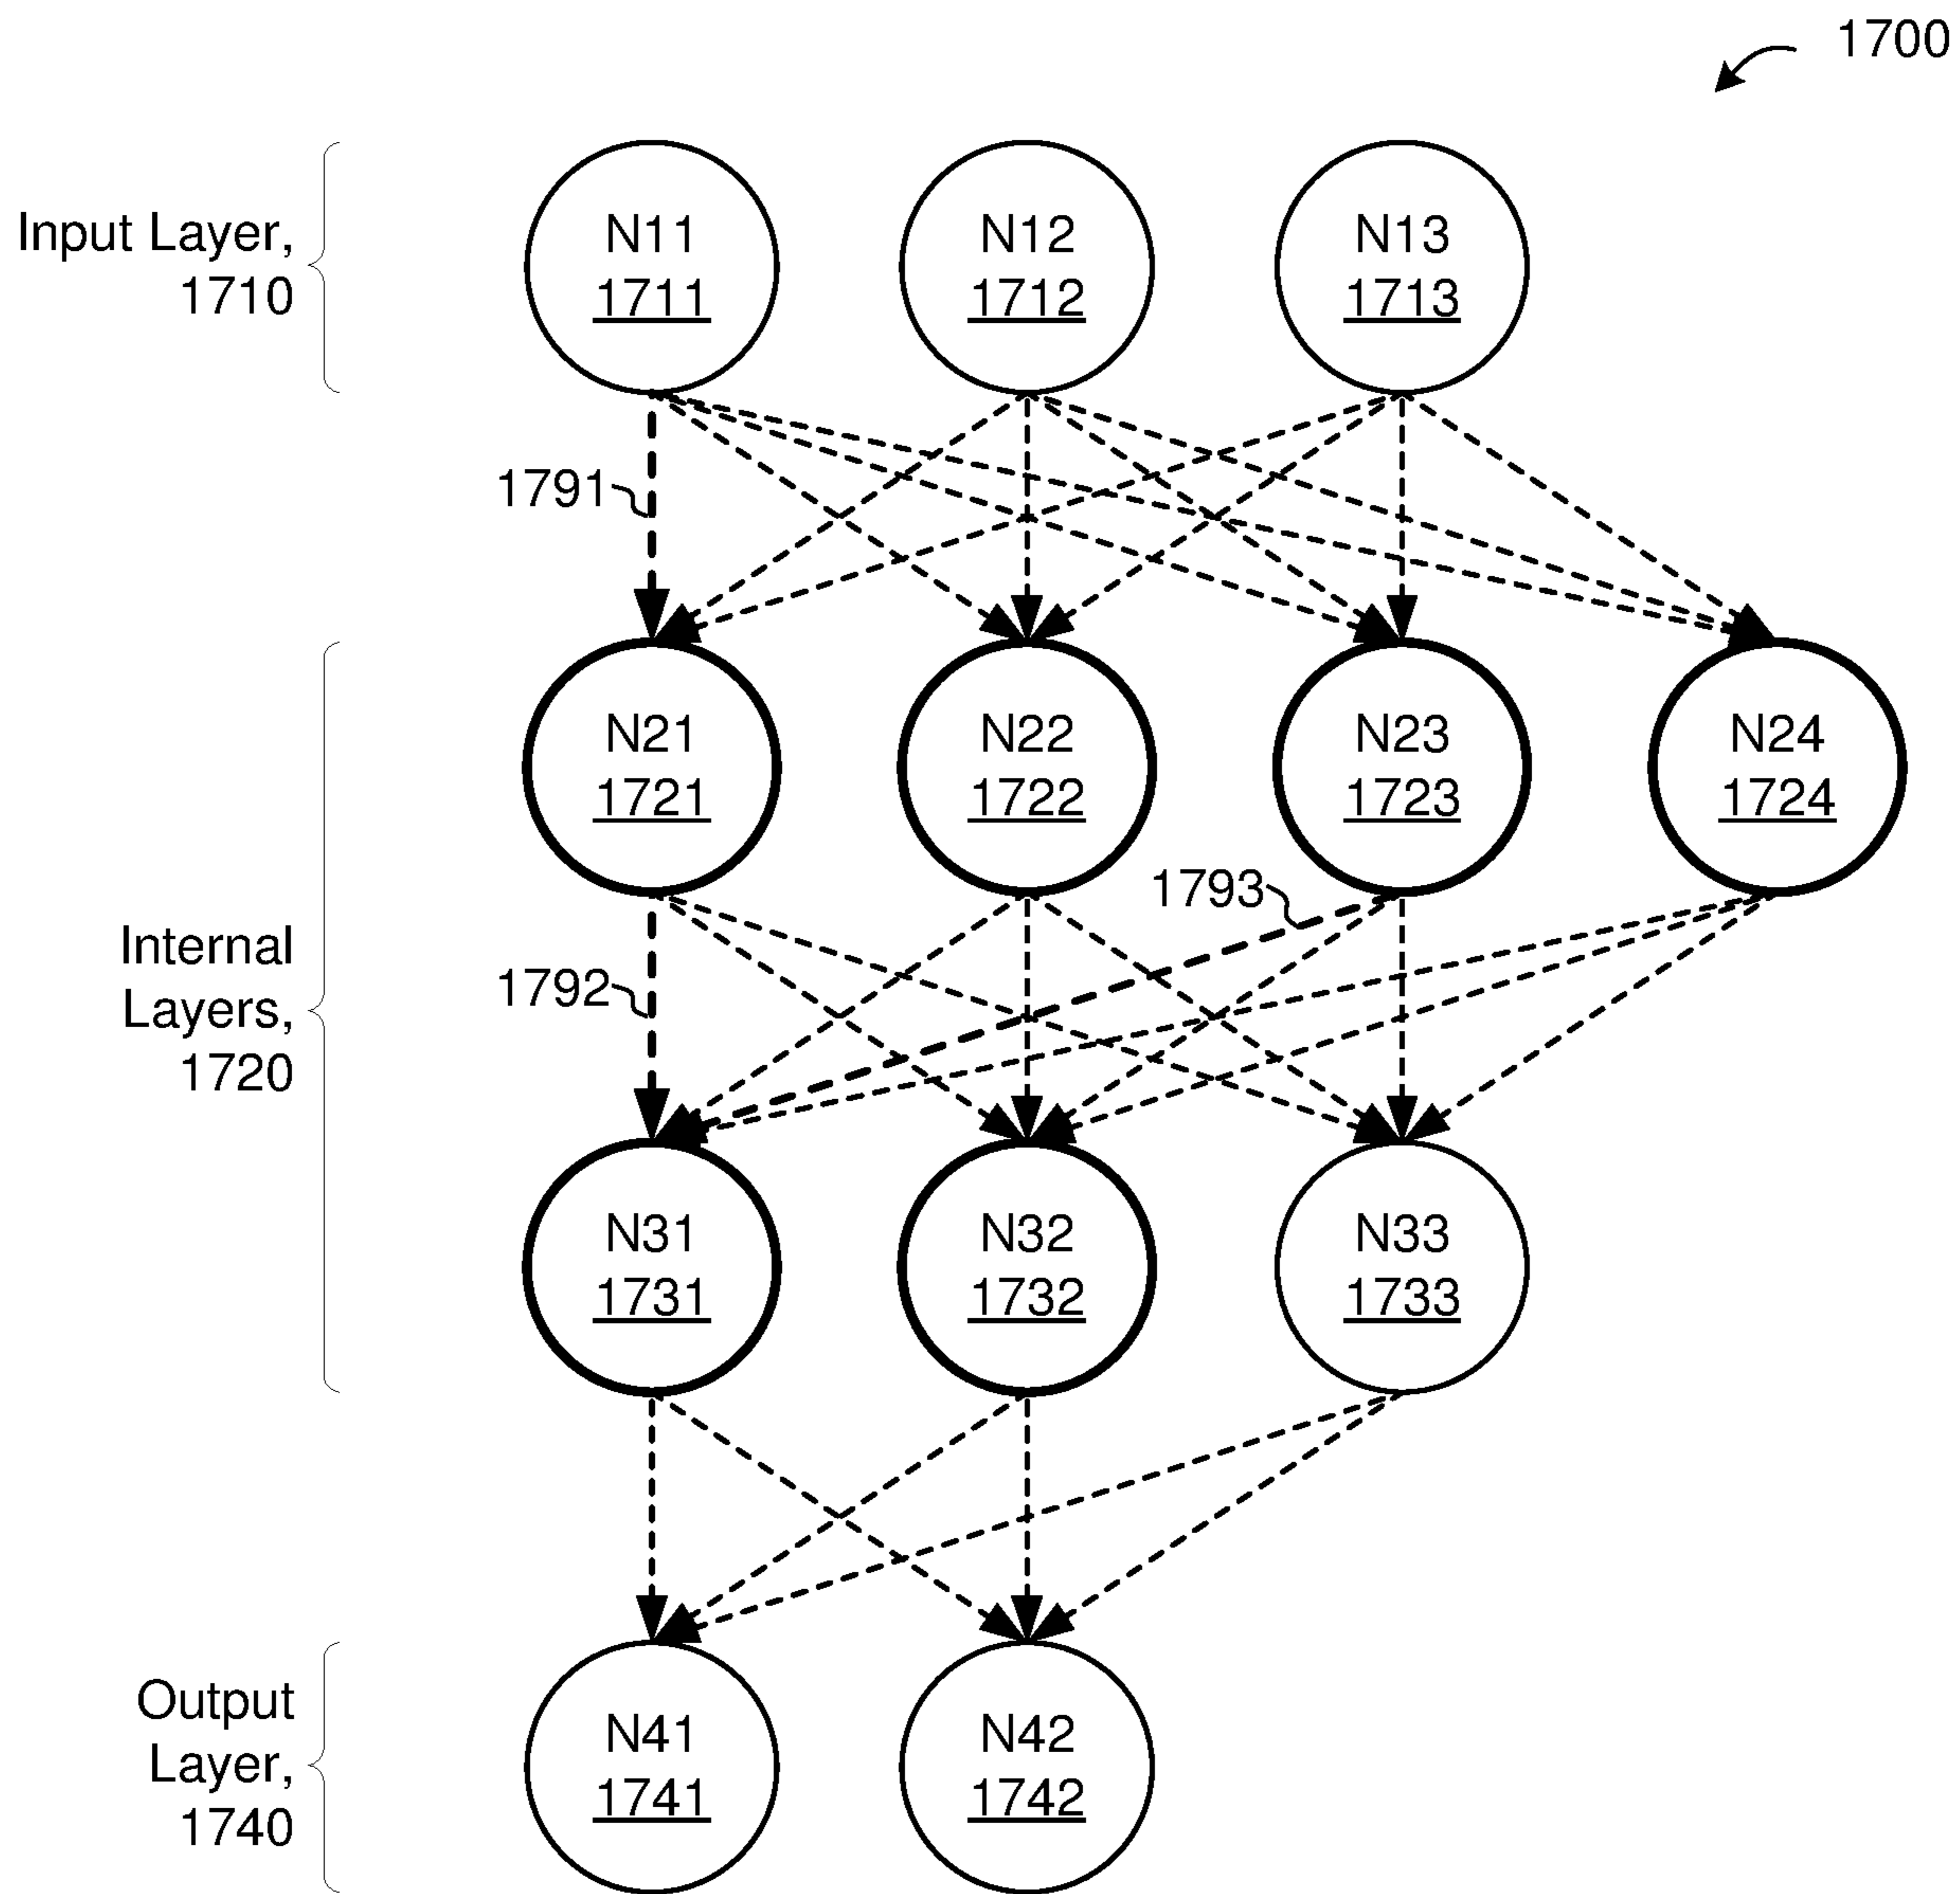 1700
Input Layer,
1710
N11
1711
N12
1712
N13
1713
1791
N21
1721
N22
1722
N23
1723
N24
1724
1793
Internal
Layers,
1720
1792
N31
1731
N32
1732
N33
1733
Output
Layer,
1740
N41
1741
N42
1742